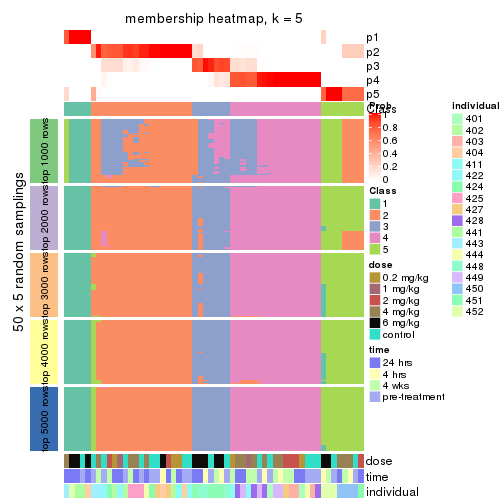 membership heatmap, k = 5
p1
p2
p3
p4
p5
Class
50 x 5 random samplings
top 1000 rows
top 2000 rows
top 3000 rows
top 4000 rows
top 5000 rows
dose
time
individual
Prob
1
0.8
0.6
0.4
0.2
0
Class
1
2
3
4
5
dose
0.2 mg/kg
1 mg/kg
2 mg/kg
4 mg/kg
6 mg/kg
control
time
24 hrs
4 hrs
4 wks
pre-treatment
individual
401
402
403
404
411
422
424
425
427
428
441
443
444
448
449
450
451
452